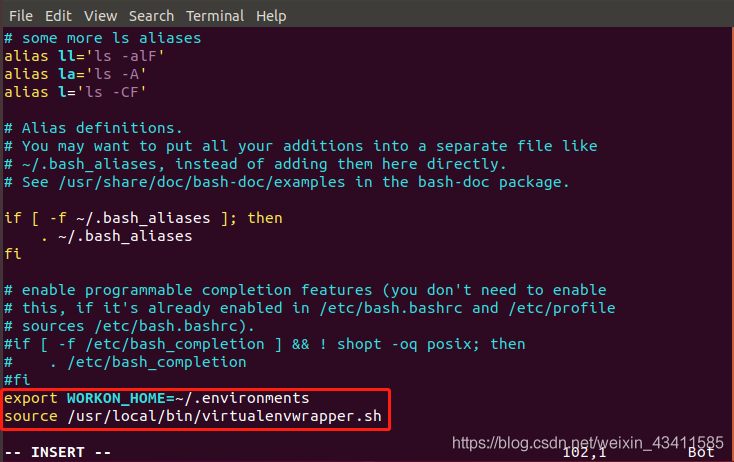 File Edit View Search Terminal Help
# some more ls aliases
alias ll='ls -alF'
alias la='ls -A'
alias l='ls -CF'
# Alias definitions.
# You may want to put all your additions into a separate file like
# ~/.bash_aliases, instead of adding them here directly.
# See /usr/share/doc/bash-doc/examples in the bash-doc package.
if [ -f ~/.bash_aliases ]; then
    . ~/.bash_aliases
fi
# enable programmable completion features (you don't need to enable
# this, if it's already enabled in /etc/bash.bashrc and /etc/profile
# sources /etc/bash.bashrc).
#if [ -f /etc/bash_completion ] && ! shopt -oq posix; then
#    . /etc/bash_completion
#fi
export WORKON_HOME=~/.environments
source /usr/local/bin/virtualenvwrapper.sh
https://blog.csdn.net/weixin_43411585
-- INSERT -- 102,1 Bot